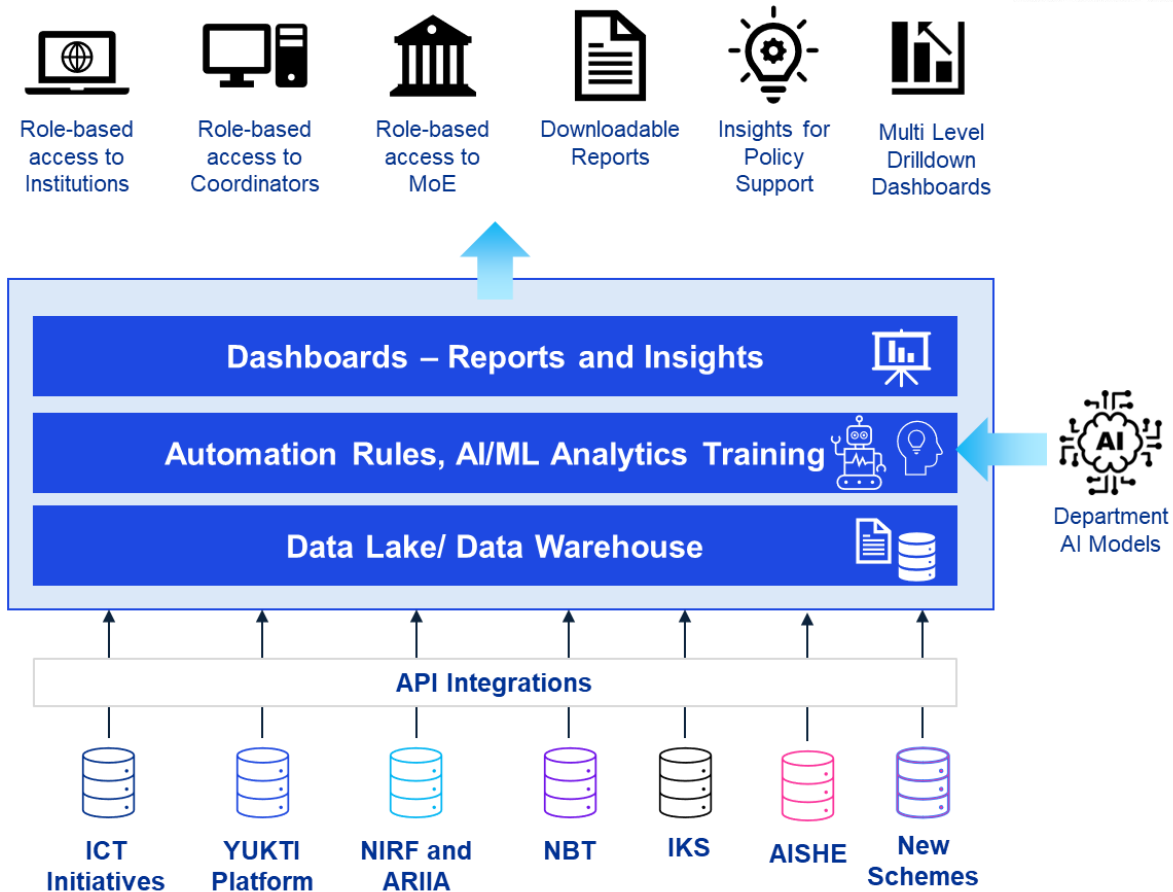 Role-based
access to
Institutions
Role-based
access to
Coordinators
Role-based
access to
MoE
Downloadable
Reports
Insights for
Policy
Support
Multi Level
Drilldown
Dashboards
Dashboards – Reports and Insights
Automation Rules, AI/ML Analytics Training
AI
Department
AI Models
Data Lake/ Data Warehouse
API Integrations
ICT
Initiatives
YUKTI
Platform
NIRF and
ARIIA
NBT
IKS
AISHE
New
Schemes